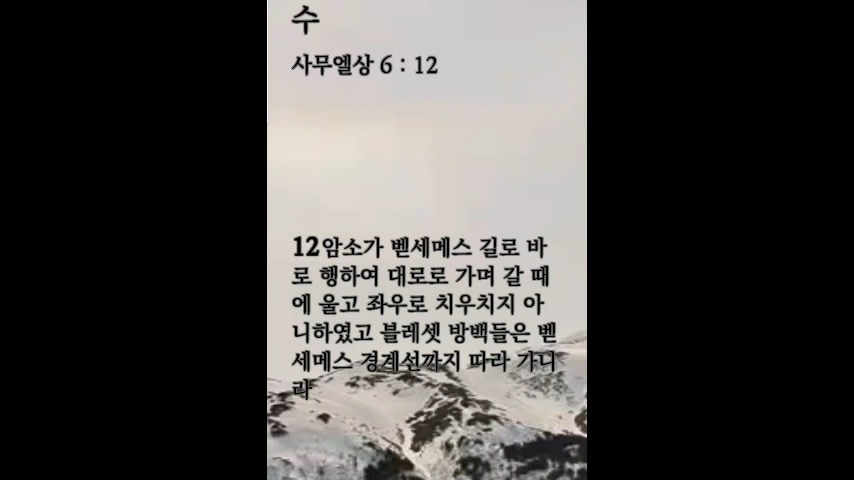 수
사무엘상 6 : 12
12암소가 벧세메스 길로 바
로 행하여 대로로 가며 갈 때
에 울고 좌우로 치우치지 아
니하였고 블레셋 방백들은 벧
세메스 경계선까지 따라 가니
라